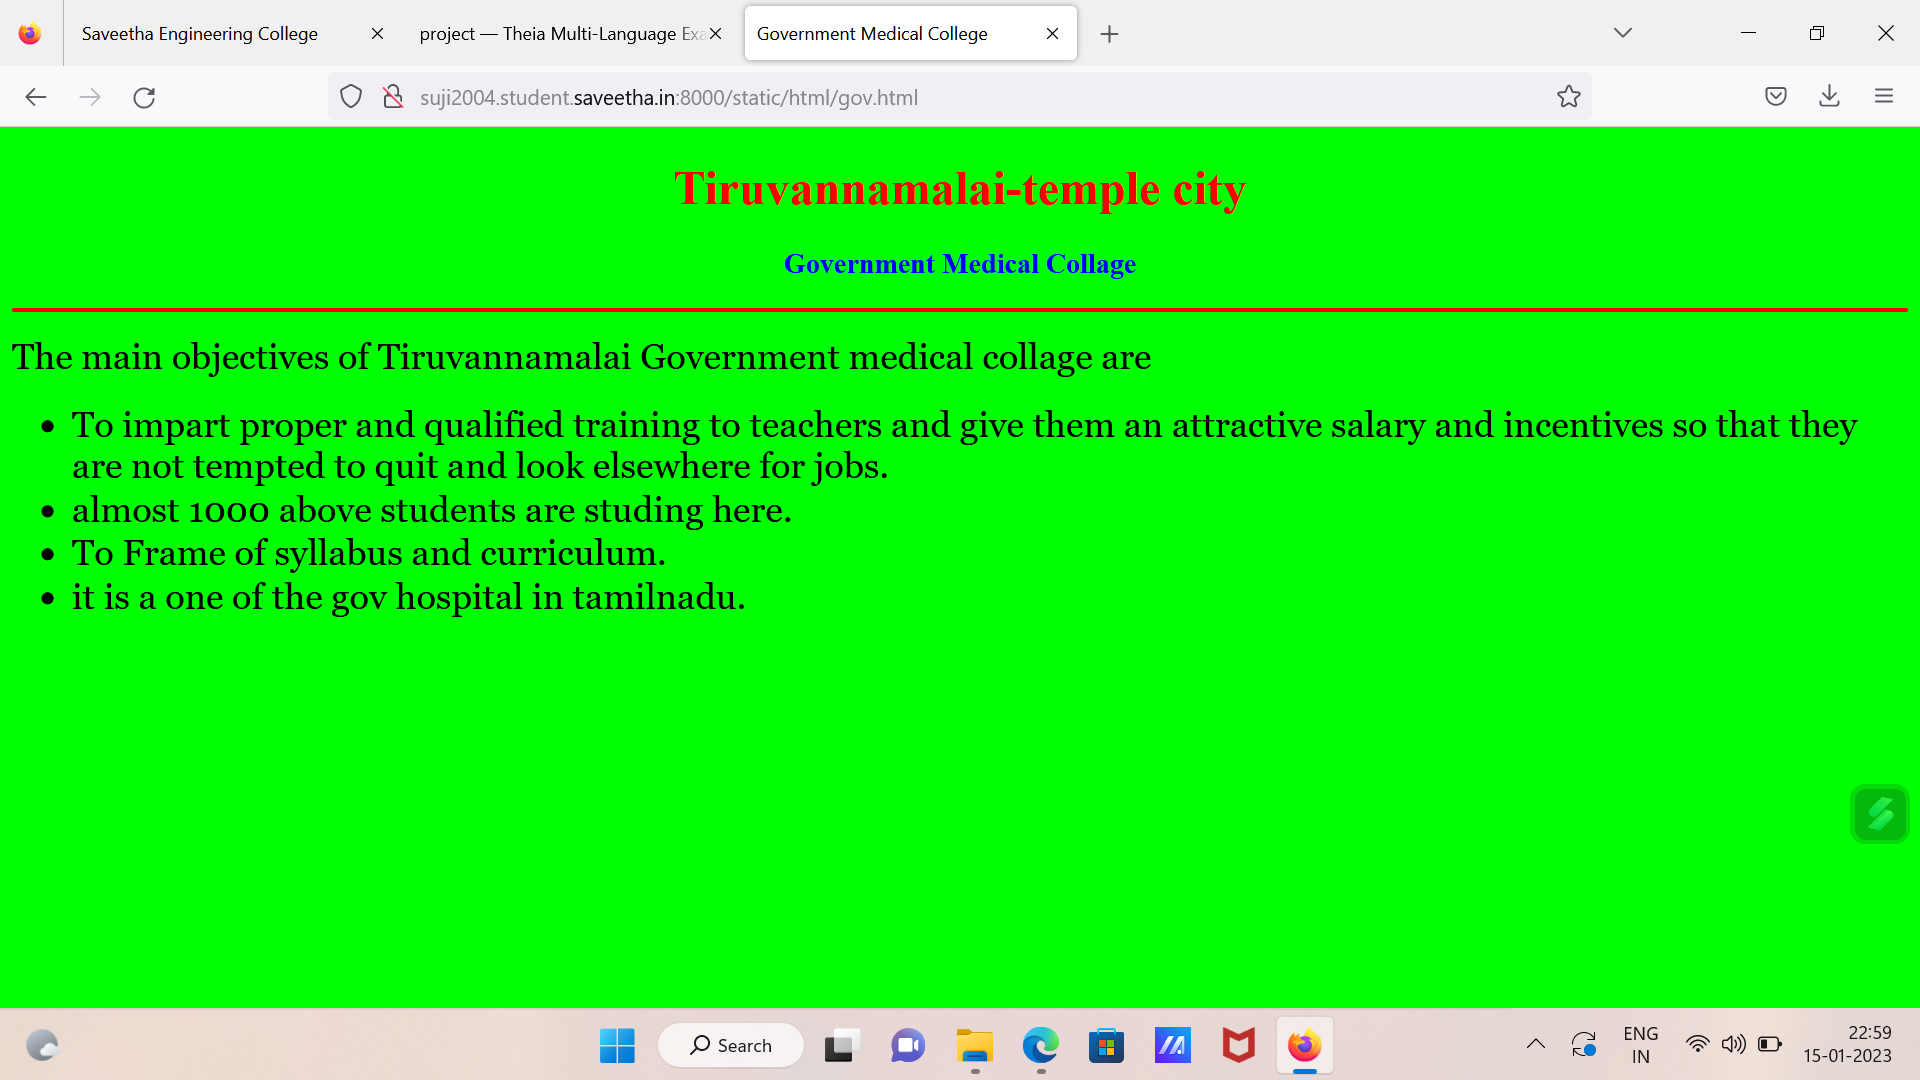 Saveetha Engineering College
project — Theia Multi-Language Exa
Government Medical College
suji2004.student.saveetha.in:8000/static/html/gov.html
Tiruvannamalai-temple city
Government Medical Collage
The main objectives of Tiruvannamalai Government medical collage are
To impart proper and qualified training to teachers and give them an attractive salary and incentives so that they
are not tempted to quit and look elsewhere for jobs.
almost 1000 above students are studing here.
To Frame of syllabus and curriculum.
it is a one of the gov hospital in tamilnadu.
Search
ENG
IN
22:59
15-01-2023